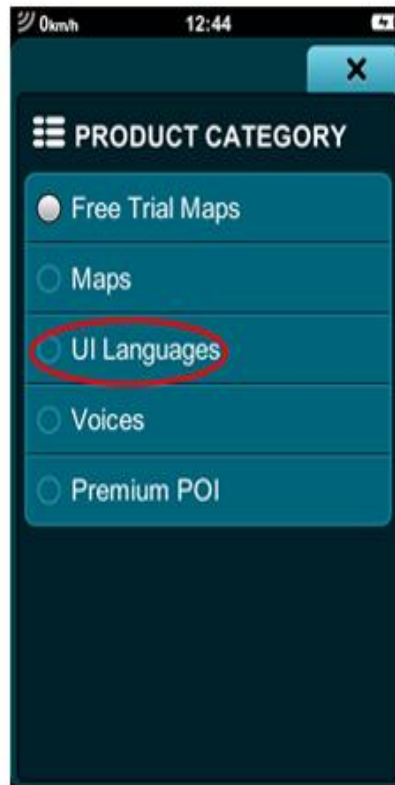 0km/h 12:44
PRODUCT CATEGORY
Free Trial Maps
Maps
UI Languages
Voices
Premium POI